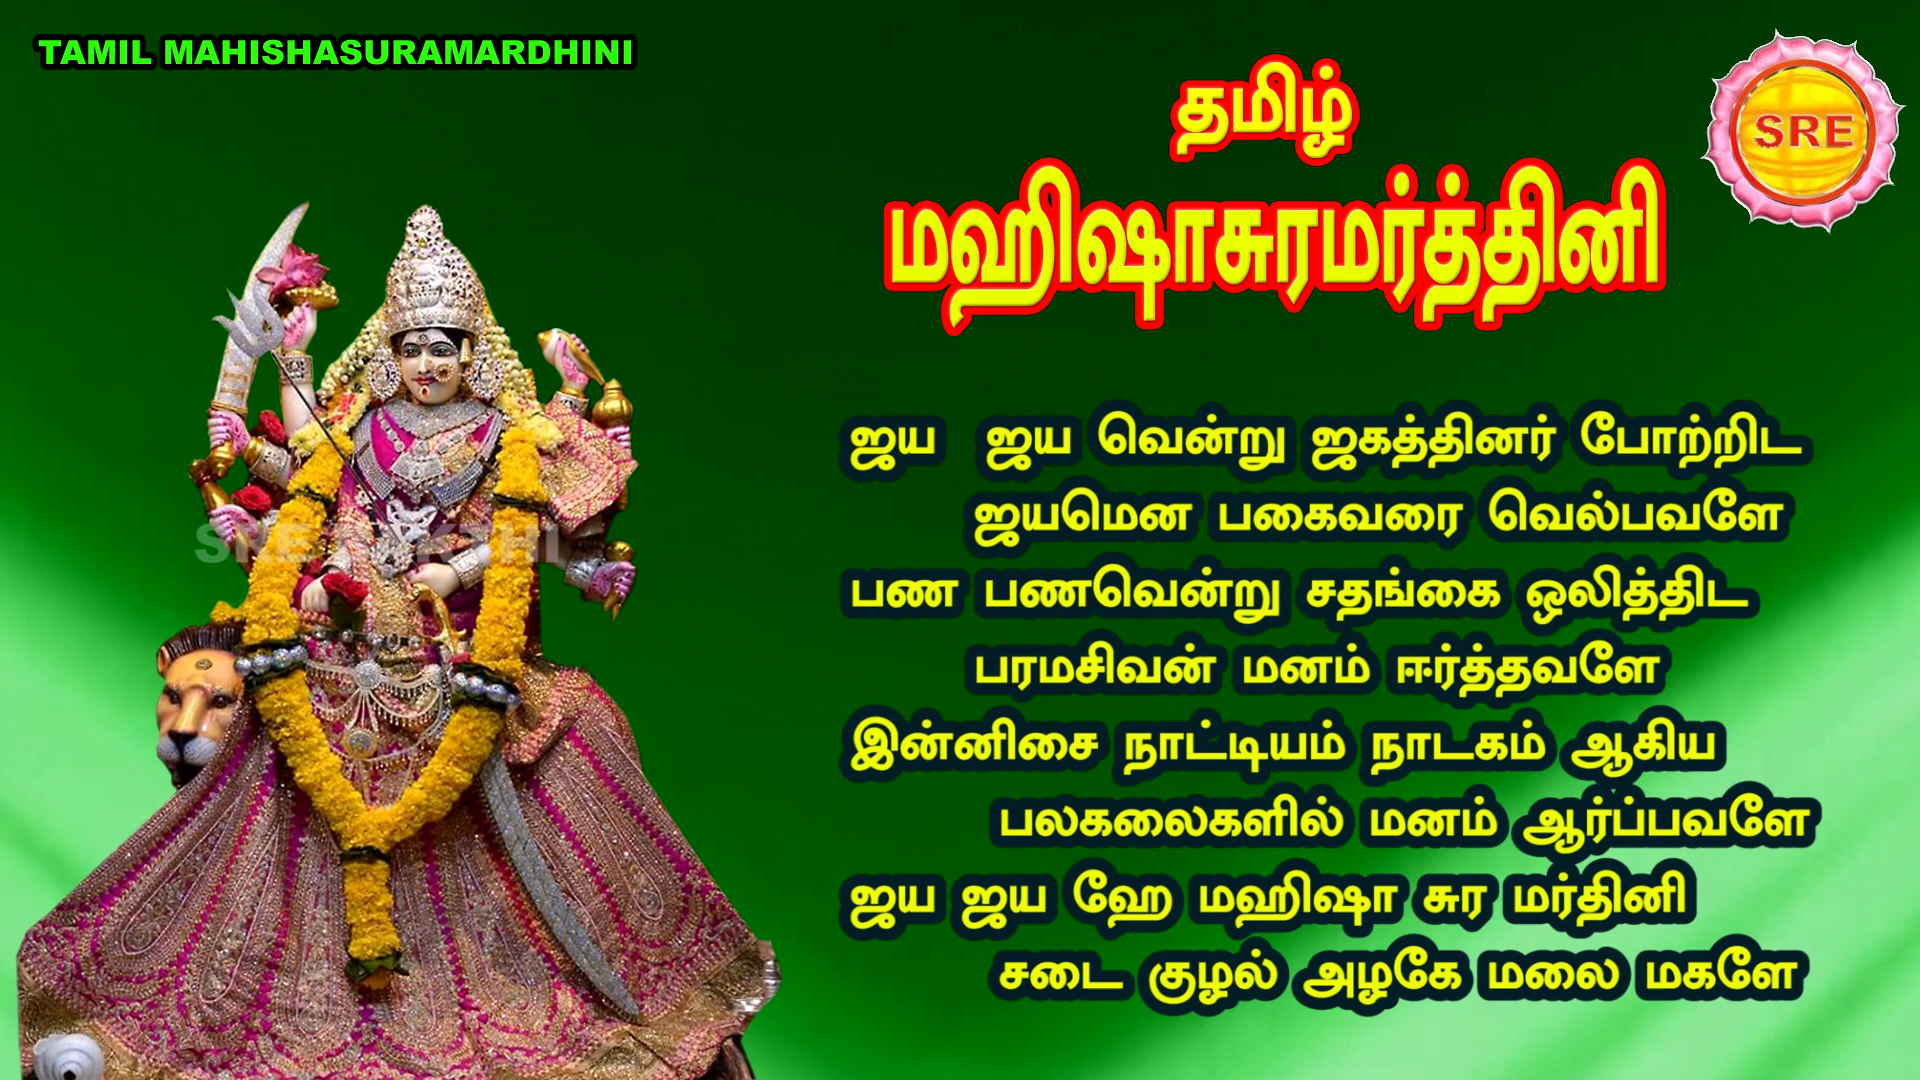 TAMIL MAHISHASURAMARDHINI
தமிழ்
மஹிஷாசுரமர்த்தினி
SRE
ஜய ஜய வென்று ஜகத்தினர் போற்றிட
ஜயமென பகைவரை வெல்பவளே
பண பணவென்று சதங்கை ஒலித்திட
பரமசிவன் மனம் ஈர்த்தவளே
இன்னிசை நாட்டியம் நாடகம் ஆகிய
பலகலைகளில் மனம் ஆர்ப்பவளே
ஜய ஜய ஹே மஹிஷா சுர மர்தினி
சடை குழல் அழகே மலை மகளே